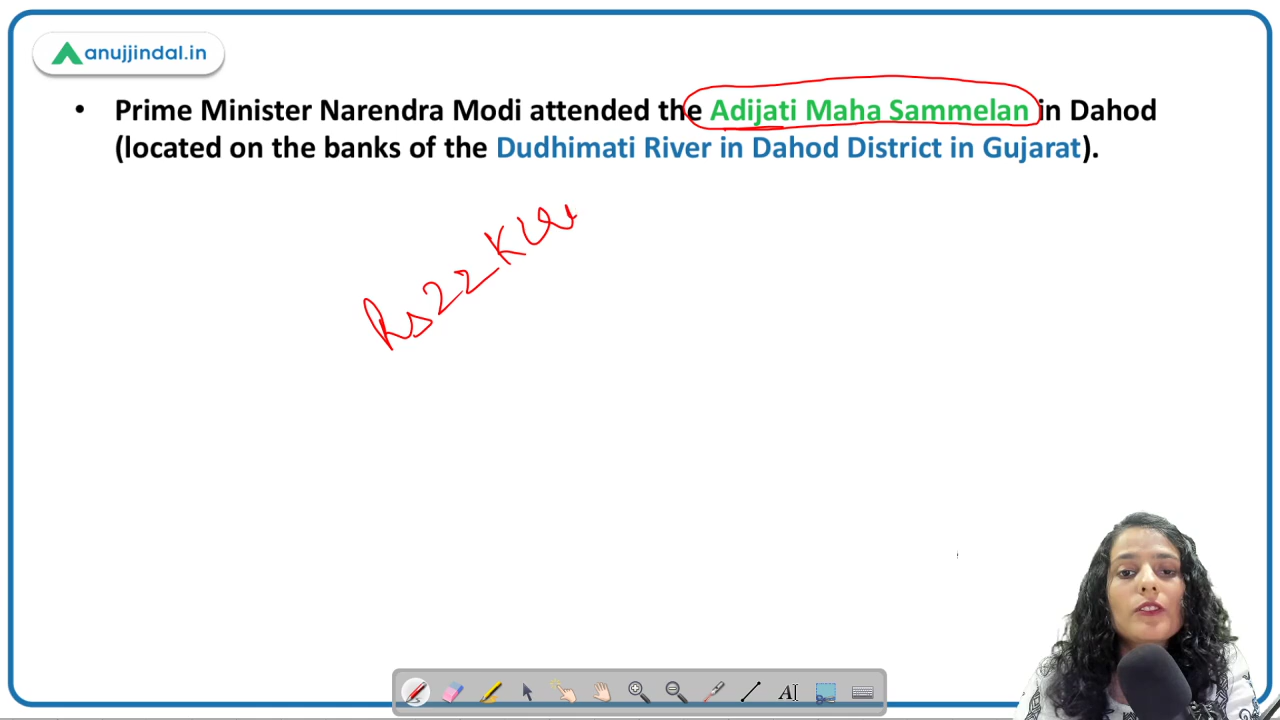 anujjindal.in
• Prime Minister Narendra Modi attended the Adijati Maha Sammelan in Dahod
(located on the banks of the Dudhimati River in Dahod District in Gujarat).
Rs 22 K
AI